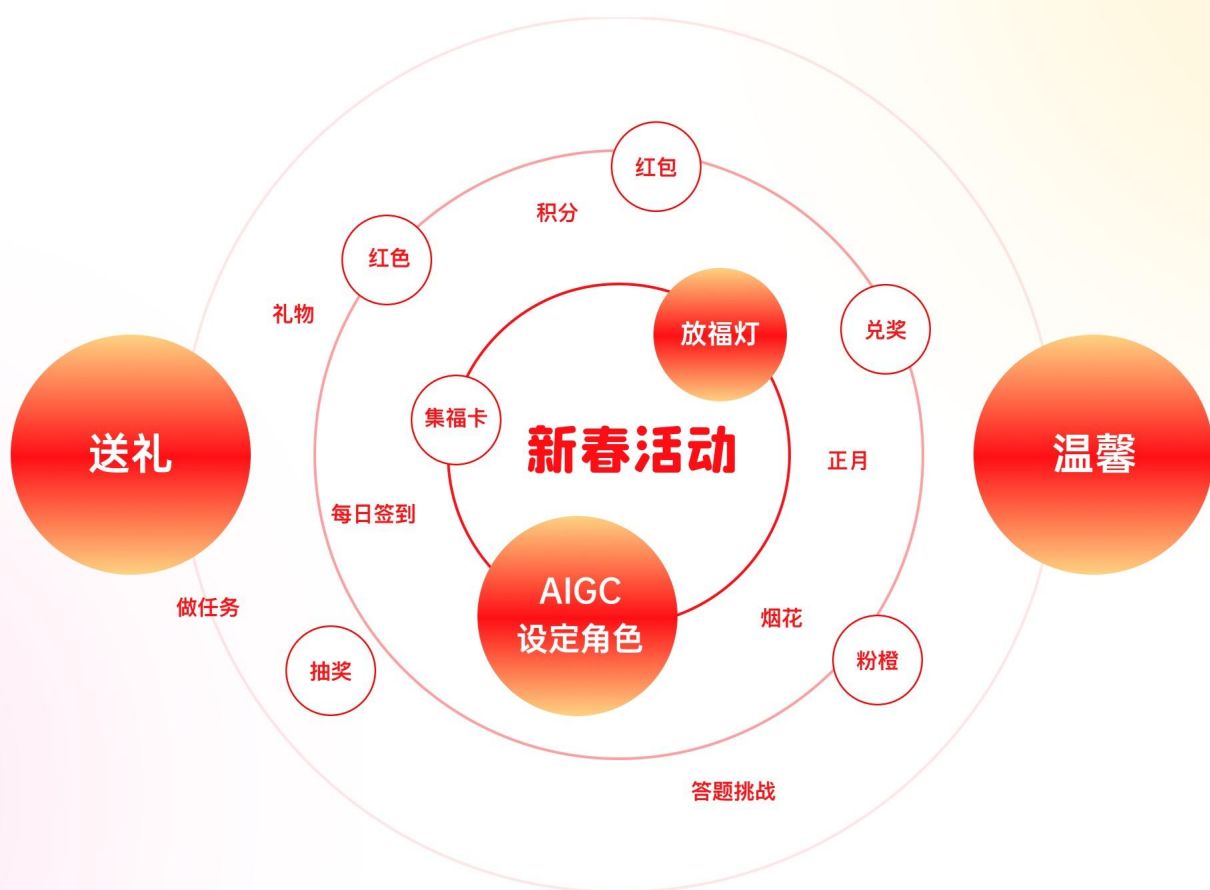 红包
积分
红色
礼物
放福灯
兑奖
集福卡
新春活动
送礼
正月
温馨
每日签到
AIGC
设定角色
做任务
烟花
抽奖
粉橙
答题挑战